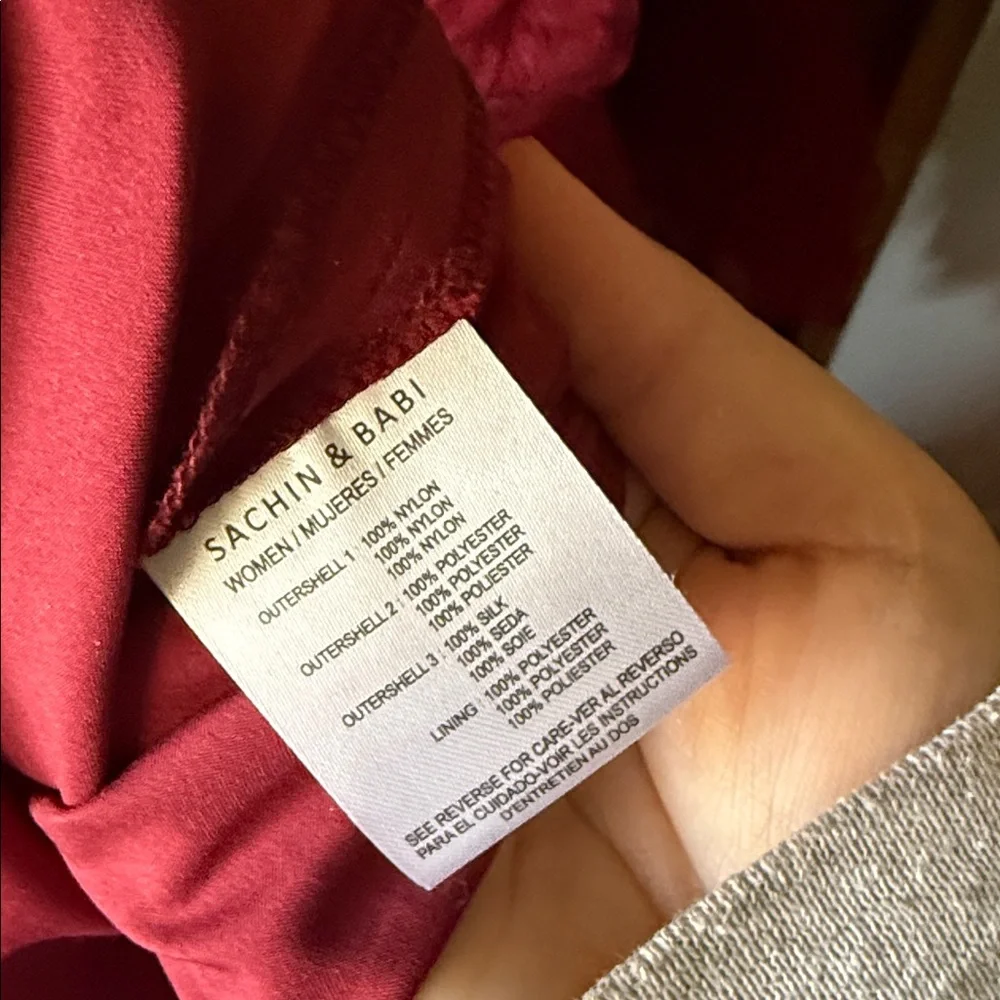 SACHIN & BABI
WOMEN / MUJERES / FEMMES
OUTERSHELL 1 100% NYLON
100% NYLON
100% NYLON
OUTERSHELL 2 100% POLYESTER
100% POLYESTER
100% POLIESTER
OUTERSHELL 3 100% SILK
100% SEDA
100% SOIE
LINING 100% POLYESTER
100% POLYESTER
100% POLIESTER
SEE REVERSE FOR CARE-VER AL REVERSO
PARA EL CUIDADO-VOIR LES INSTRUCTIONS
D'ENTRETIEN AU DOS